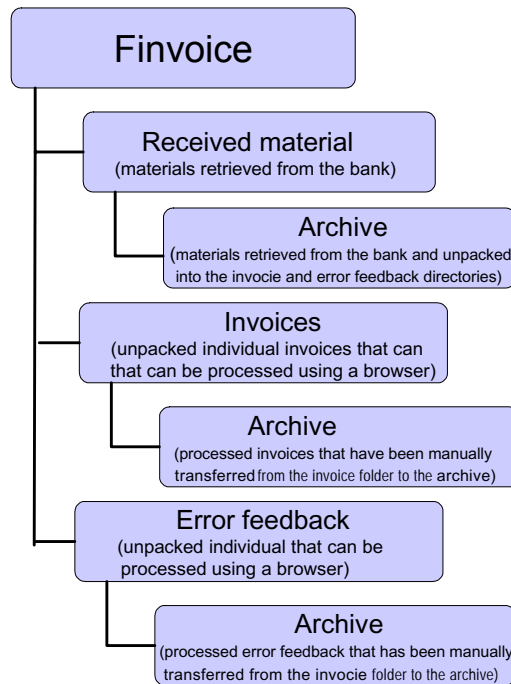 Finvoice
Received material
(materials retrieved from the bank)
Archive
(materials retrieved from the bank and unpacked
into the invocie and error feedback directories)
Invoices
(unpacked individual invoices that can
that can be processed using a browser)
Archive
(processed invoices that have been manually
transferred from the invoice folder to the archive)
Error feedback
(unpacked individual that can be
processed using a browser)
Archive
(processed error feedback that has been manually
transferred from the invocie folder to the archive)